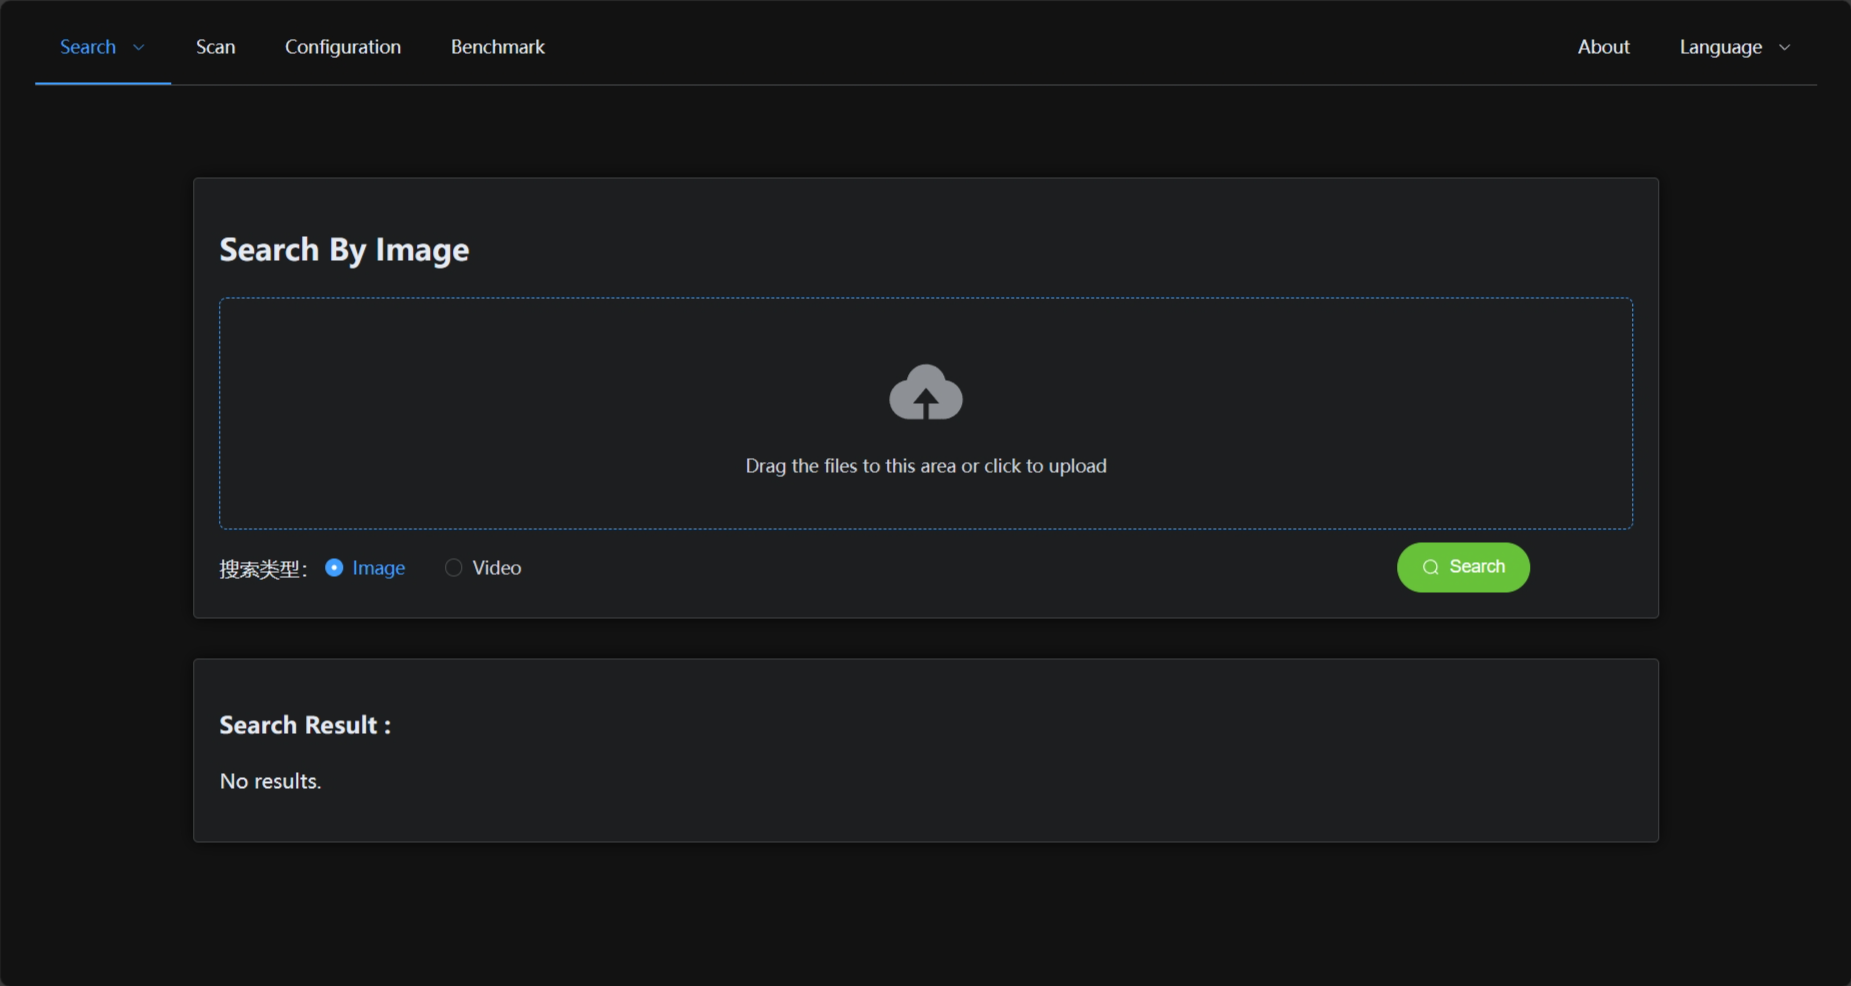 Search Scan Configuration Benchmark About Language
Search By Image
Drag the files to this area or click to upload
搜索类型: Image Video Search
Search Result :
No results.